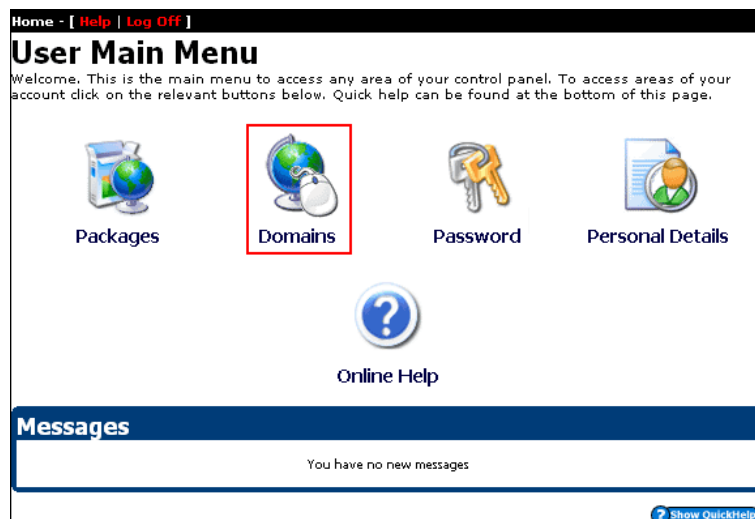 Home - [ Help | Log Off ]
User Main Menu
Welcome. This is the main menu to access any area of your control panel. To access areas of your
account click on the relevant buttons below. Quick help can be found at the bottom of this page.
Packages Domains Password Personal Details
Online Help
Messages
You have no new messages
? Show QuickHelp